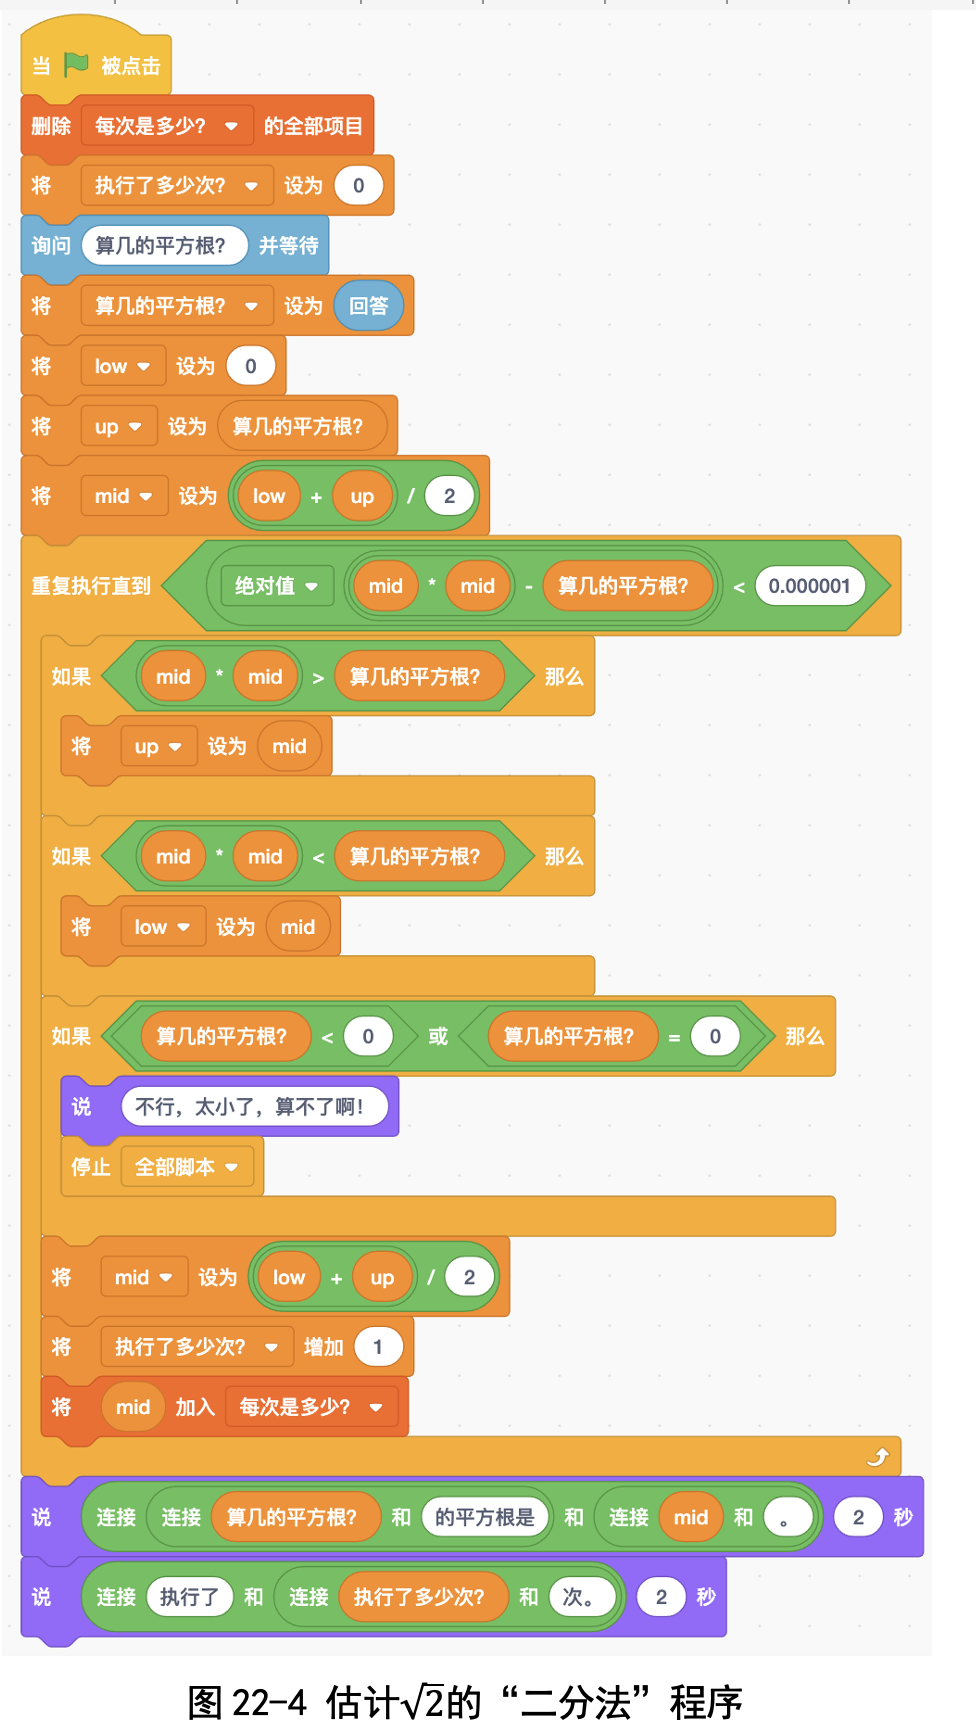 当 被点击
删除 每次是多少? 的全部项目
将 执行了多少次? 设为 0
询问 算几的平方根? 并等待
将 算几的平方根? 设为 回答
将 low 设为 0
将 up 设为 算几的平方根?
将 mid 设为 low + up / 2
重复执行直到 绝对值 mid * mid - 算几的平方根? < 0.000001
如果 mid * mid > 算几的平方根? 那么
将 up 设为 mid
如果 mid * mid < 算几的平方根? 那么
将 low 设为 mid
如果 算几的平方根? < 0 或 算几的平方根? = 0 那么
说 不行，太小了，算不了啊！
停止 全部脚本
将 mid 设为 low + up / 2
将 执行了多少次? 增加 1
将 mid 加入 每次是多少?
说 连接 连接 算几的平方根? 和 的平方根是 和 连接 mid 和 。 2 秒
说 连接 执行了 和 连接 执行了多少次? 和 次。 2 秒
图 22-4 估计√2的“二分法”程序